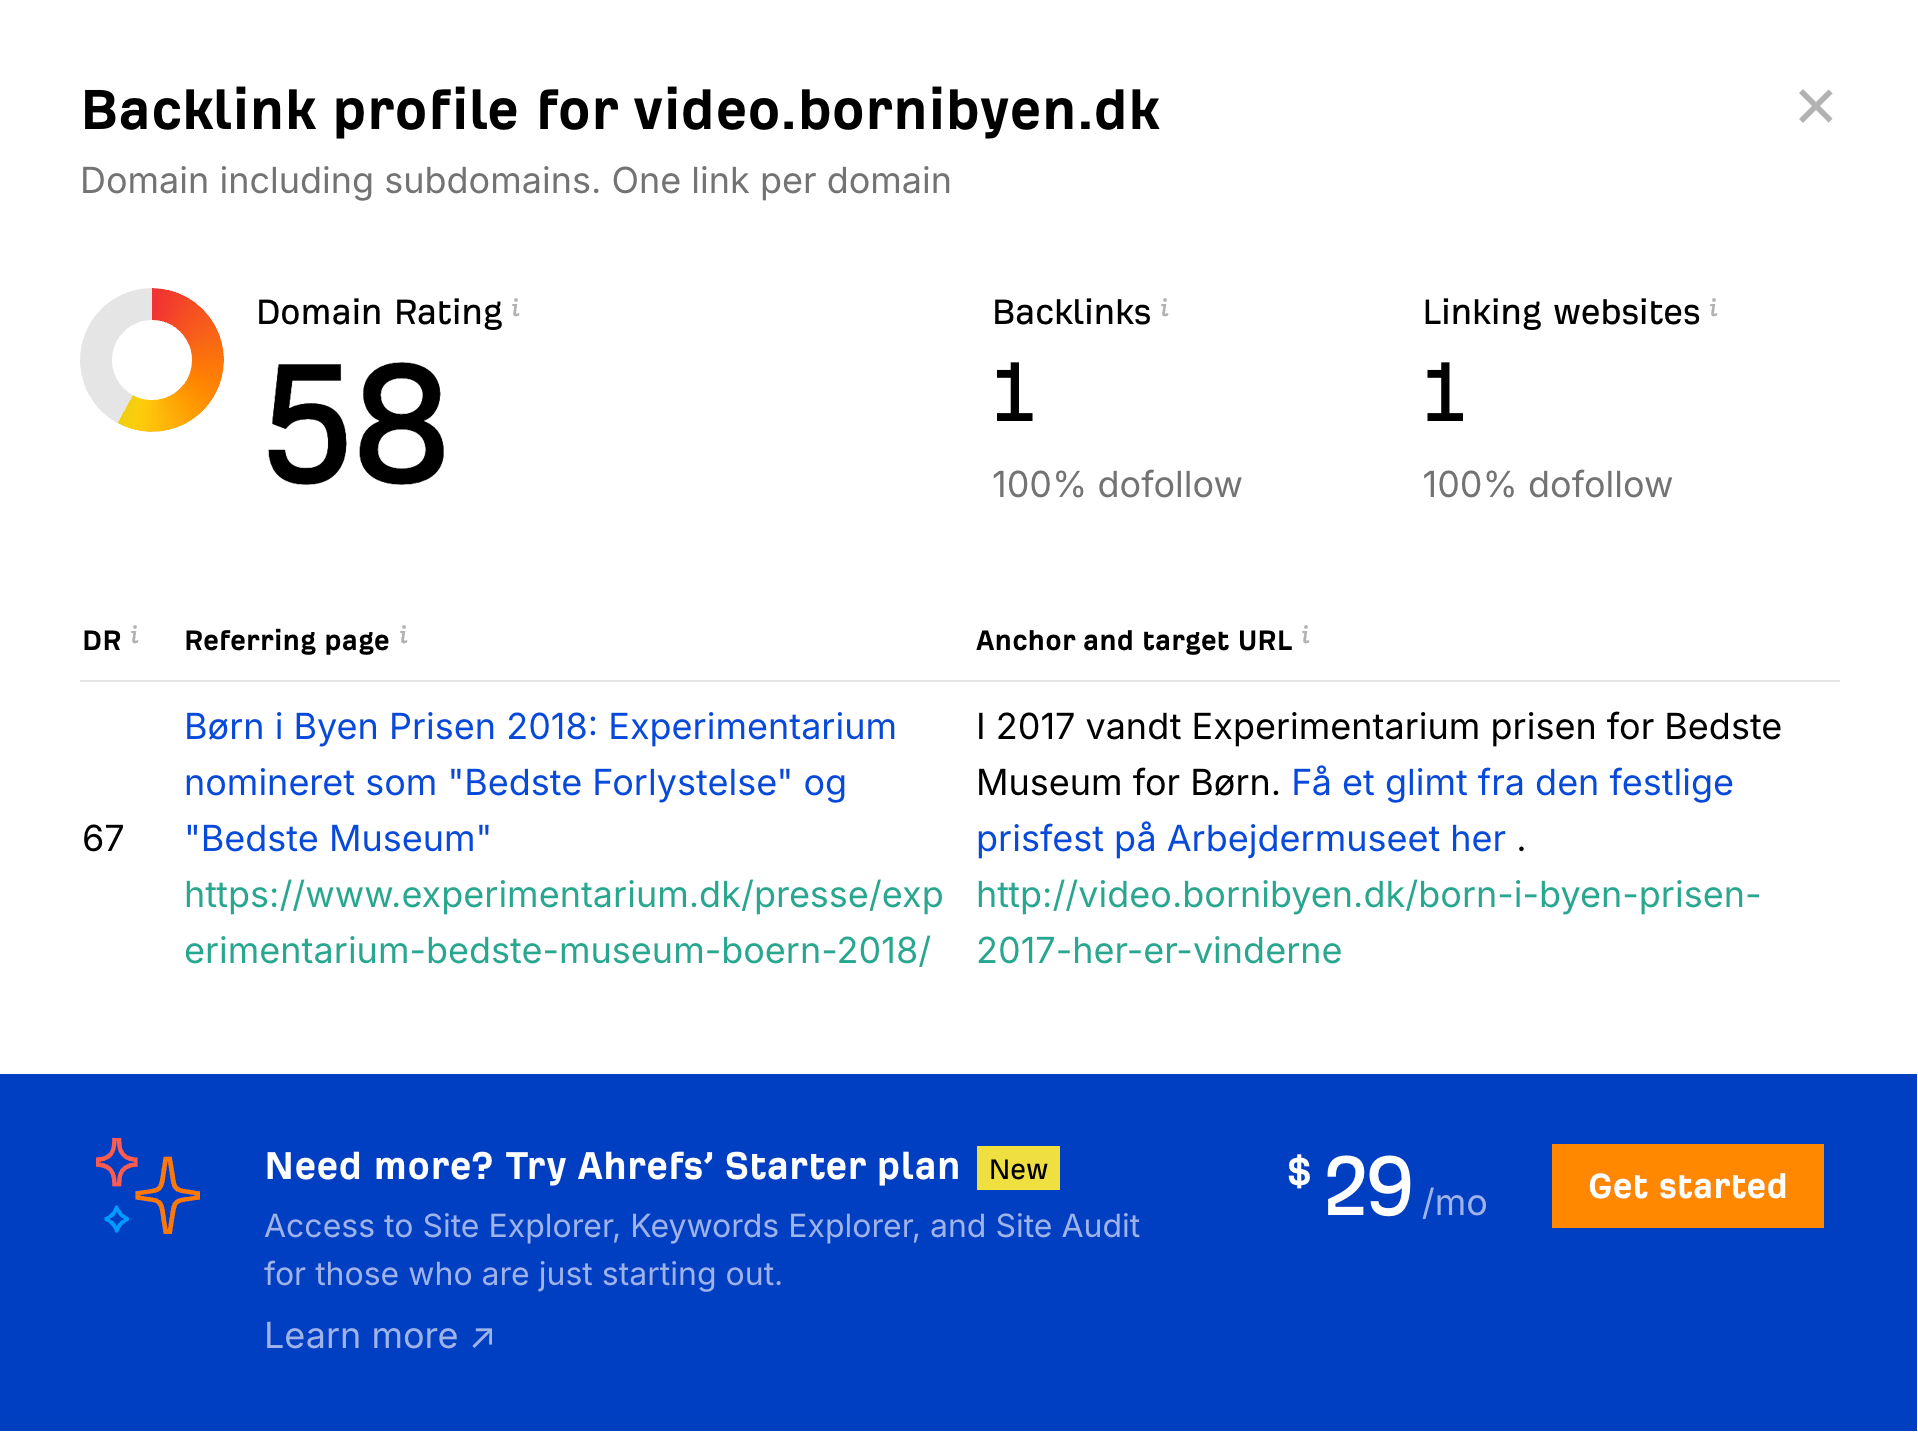 Backlink profile for video.bornibyen.dk
Domain including subdomains. One link per domain
Domain Rating i
58
Backlinks i
1
100% dofollow
Linking websites i
1
100% dofollow
DR i Referring page i Anchor and target URL i
67
Børn i Byen Prisen 2018: Experimentarium
nomineret som "Bedste Forlystelse" og
"Bedste Museum"
https://www.experimentarium.dk/presse/exp
erimentarium-bedste-museum-boern-2018/
I 2017 vandt Experimentarium prisen for Bedste
Museum for Børn. Få et glimt fra den festlige
prisfest på Arbejdermuseet her .
http://video.bornibyen.dk/born-i-byen-prisen-
2017-her-er-vinderne
Need more? Try Ahrefs’ Starter plan New
Access to Site Explorer, Keywords Explorer, and Site Audit
for those who are just starting out.
Learn more ↗
$29 /mo
Get started